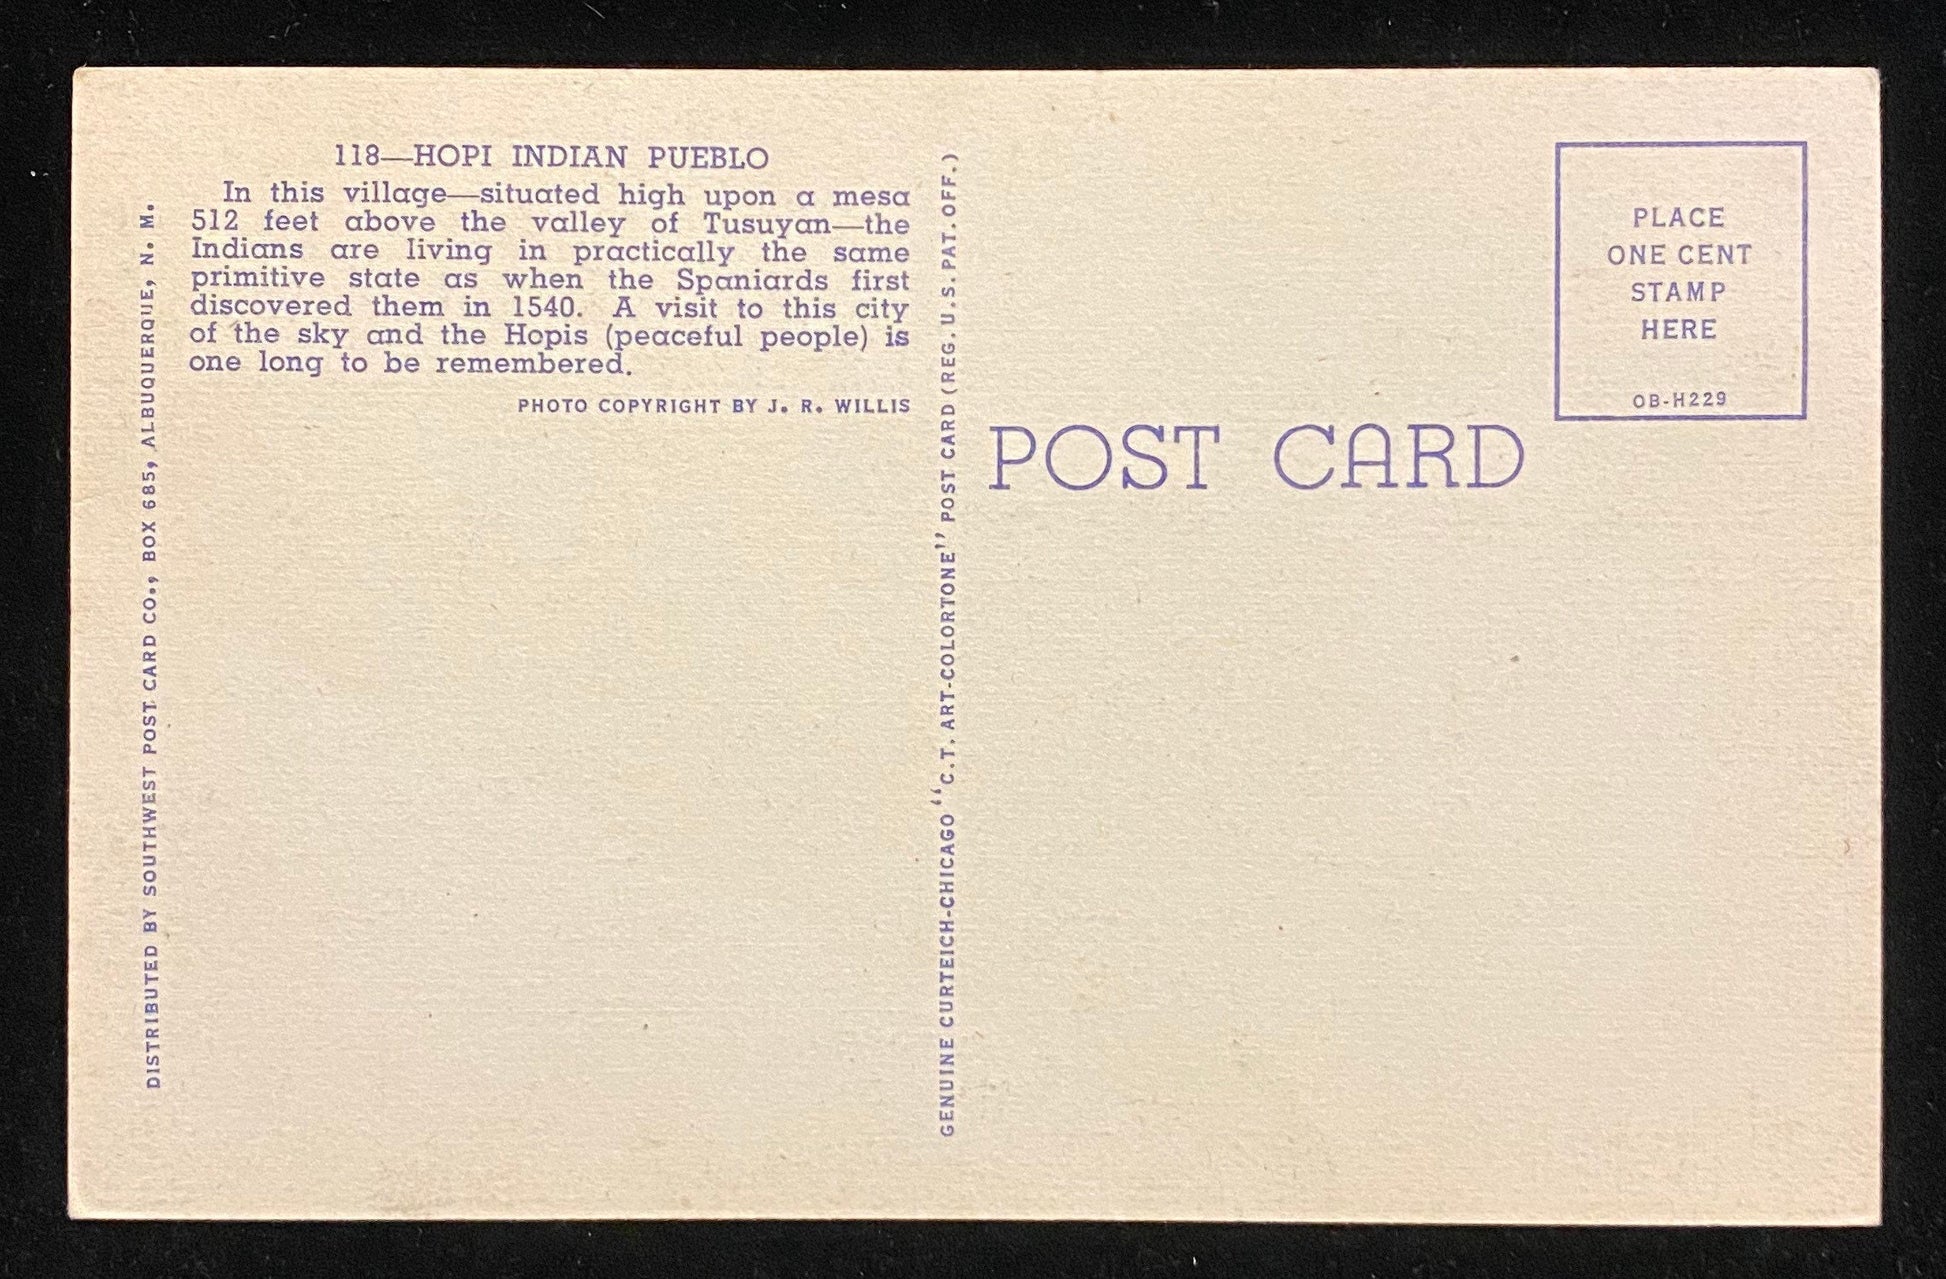 118—HOPI INDIAN PUEBLO
In this village—situated high upon a mesa
512 feet above the valley of Tusuyan—the
Indians are living in practically the same
primitive state as when the Spaniards first
discovered them in 1540. A visit to this city
of the sky and the Hopis (peaceful people) is
one long to be remembered.
PHOTO COPYRIGHT BY J. R. WILLIS
DISTRIBUTED BY SOUTHWEST POST CARD CO., BOX 685, ALBUQUERQUE, N. M.
GENUINE CURTEICH-CHICAGO "C.T. ART-COLORTONE" POST CARD (REG. U.S. PAT. OFF.)
POST CARD
PLACE
ONE CENT
STAMP
HERE
OB-H229